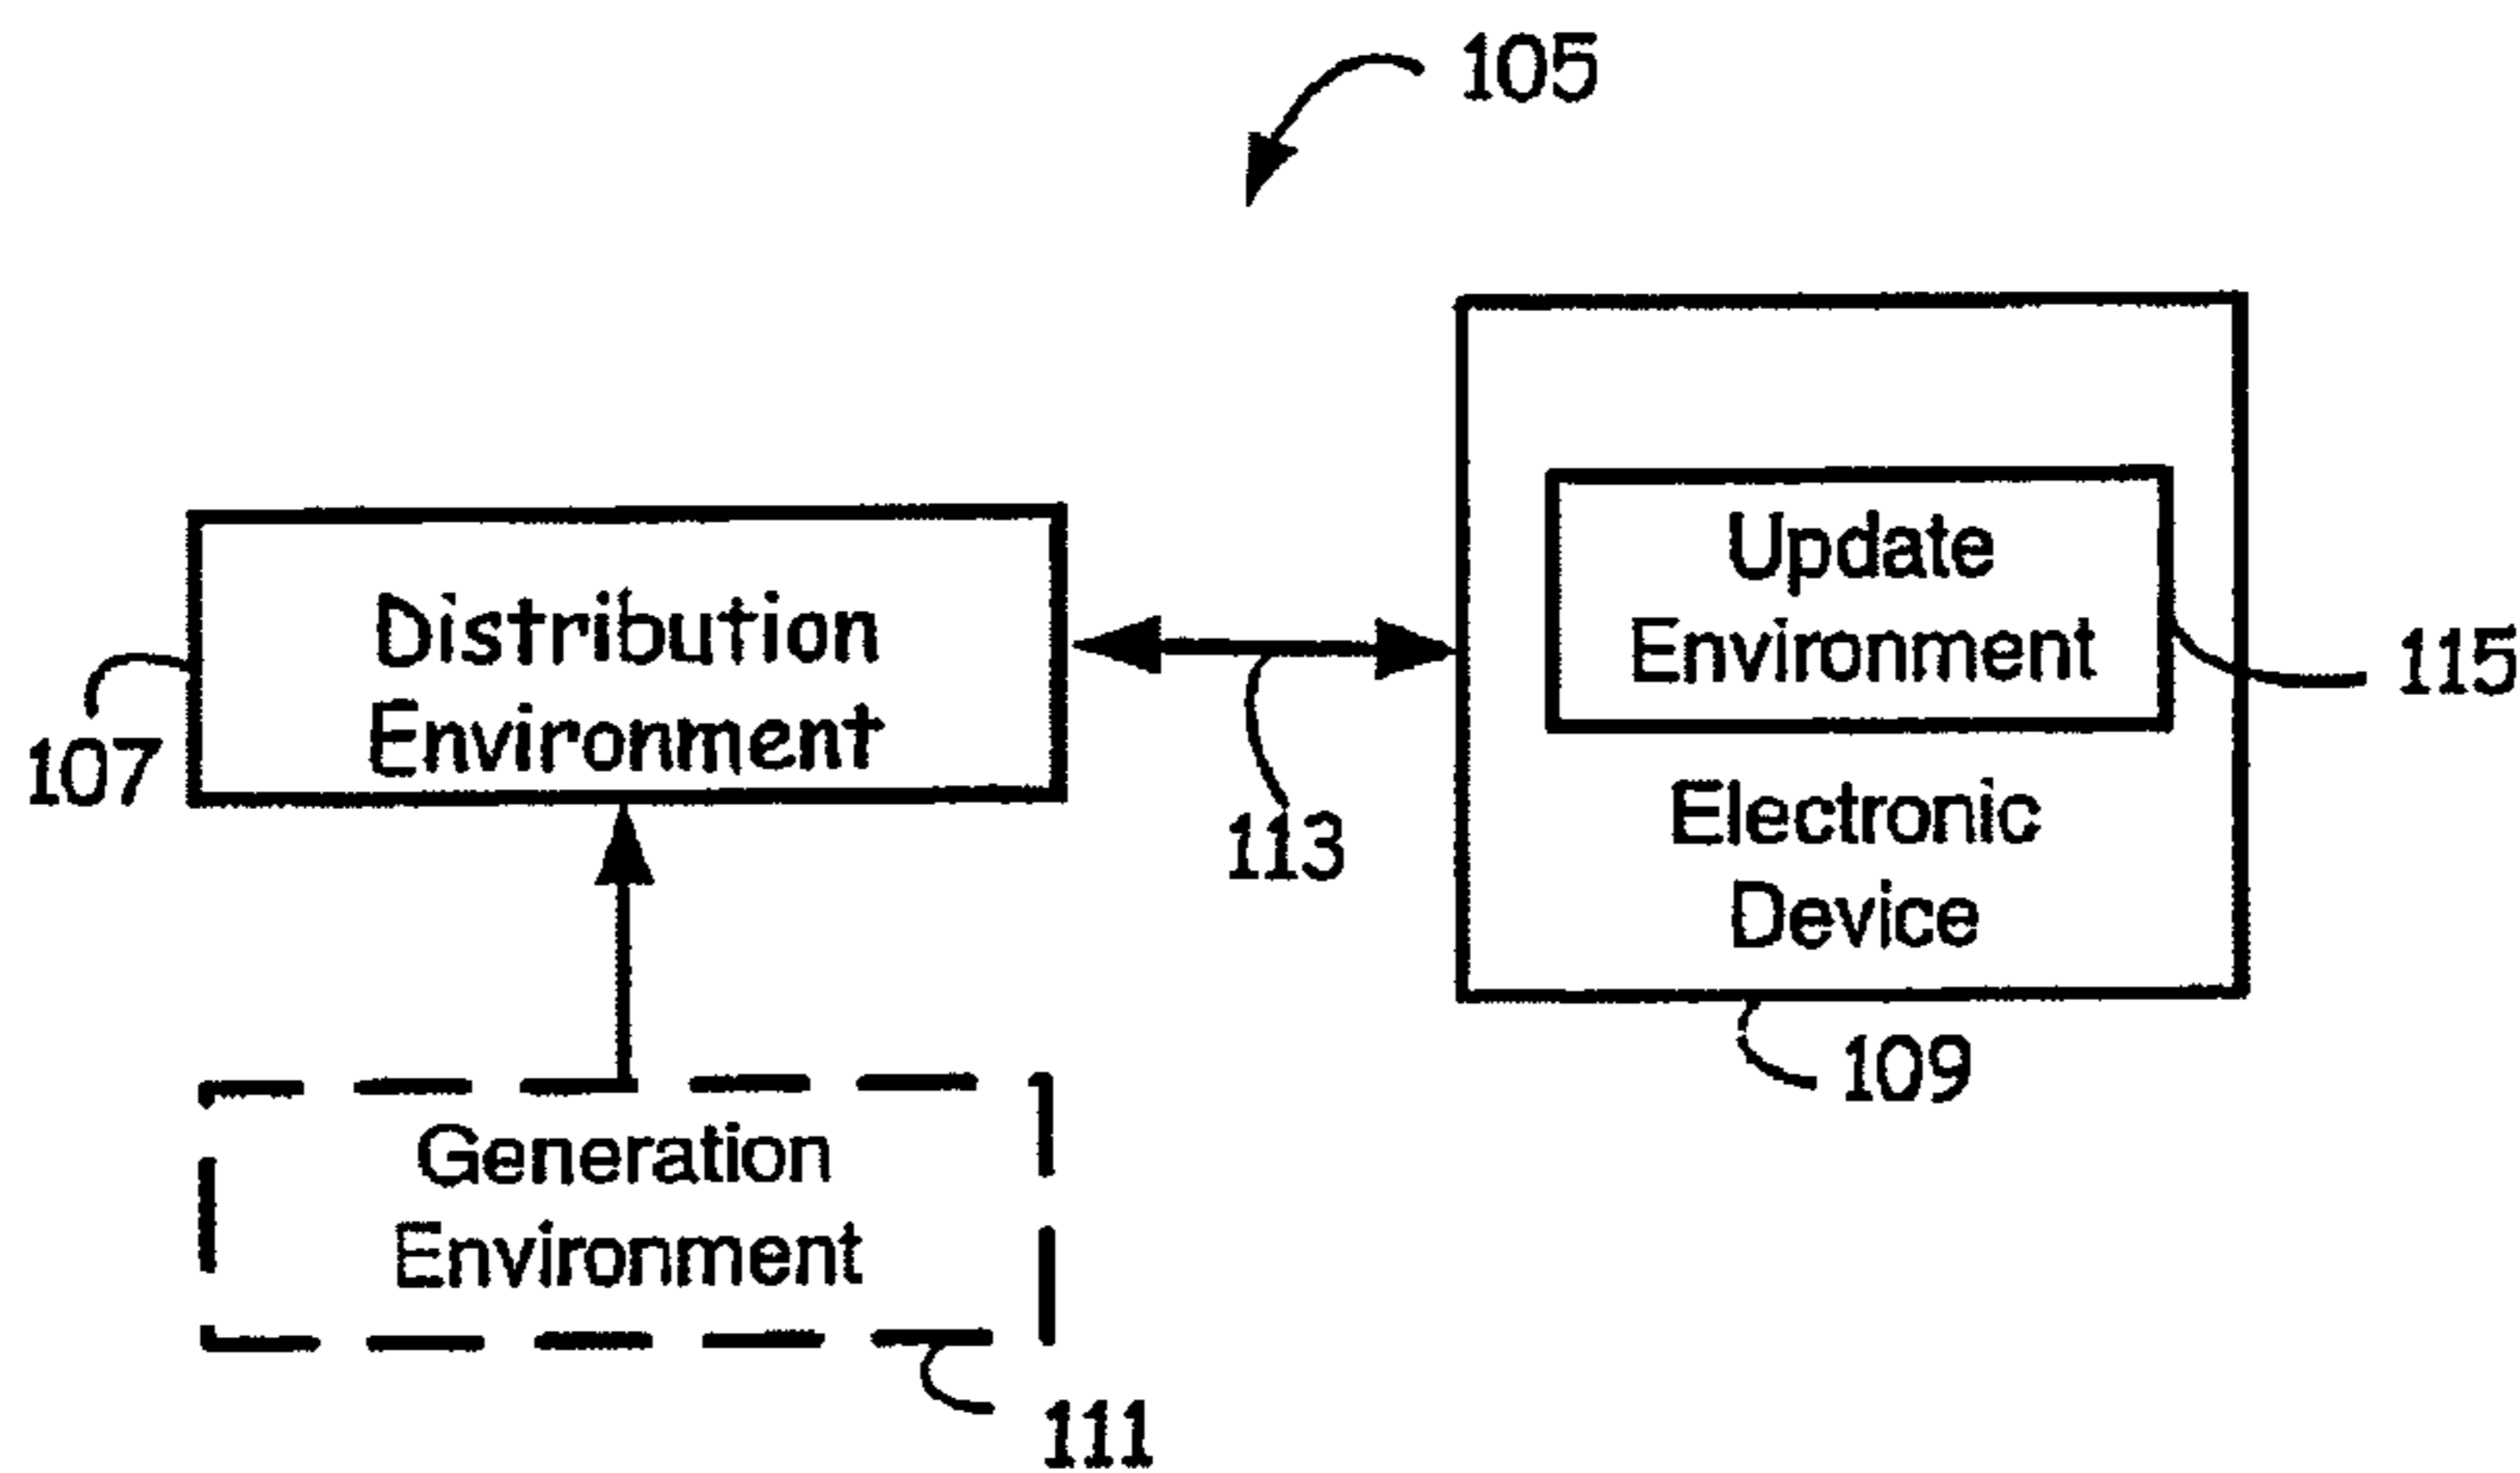 105
Distribution
Environment
107
113
Update
Environment
115
Electronic
Device
109
Generation
Environment
111